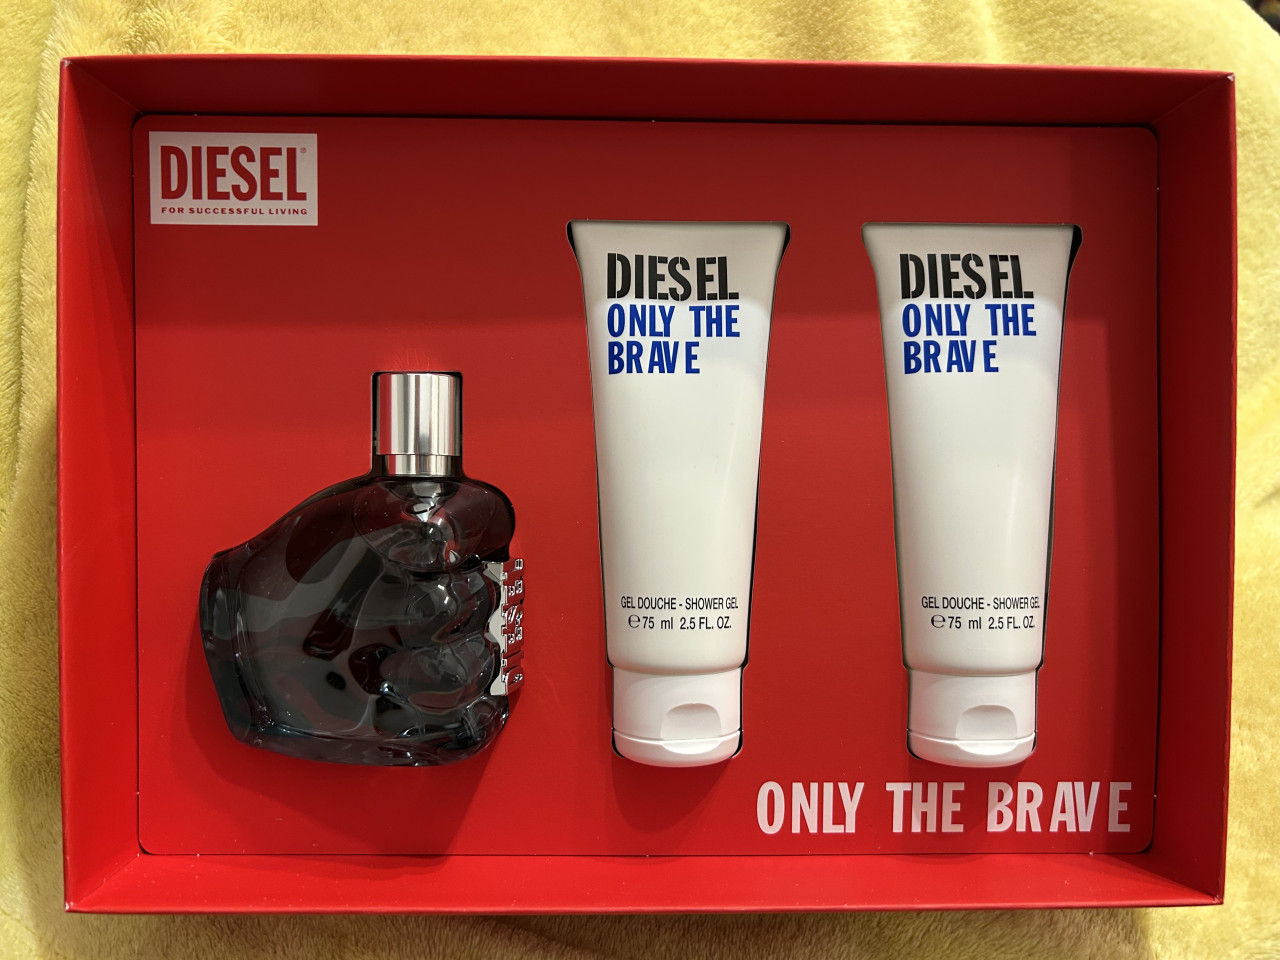 DIESEL®
FOR SUCCESSFUL LIVING
DIESEL
ONLY THE
BRAVE
GEL DOUCHE - SHOWER GEL
℮75 ml 2.5 FL. OZ.
DIESEL
ONLY THE
BRAVE
GEL DOUCHE - SHOWER GEL
℮75 ml 2.5 FL. OZ.
ONLY THE BRAVE